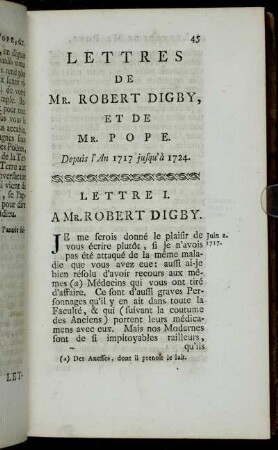 45
LETTRES
DE
MR. ROBERT DIGBY,
ET DE
MR. POPE.
Depuis l'An 1717 jusqu'à 1724.
LETTRE I.
A MR. ROBERT DIGBY.
JE me serois donné le plaisir de
Juin 2.
1717.
vous écrire plutôt, si je n'avois
pas été attaqué de la même mala-
die que vous avez eue; aussi ai-je
bien résolu d'avoir recours aux mê-
mes (a) Médecins qui vous ont tiré
d'affaire. Ce sont d'aussi graves Per-
sonnages qu'il y en ait dans toute la
Faculté, & qui (suivant la coutume
des Anciens) portent leurs médica-
mens avec eux. Mais nos Modernes
sont de si impitoyables railleurs,
qu'ils
(a) Des Anesses, dont il prenoit le lait.
LET-